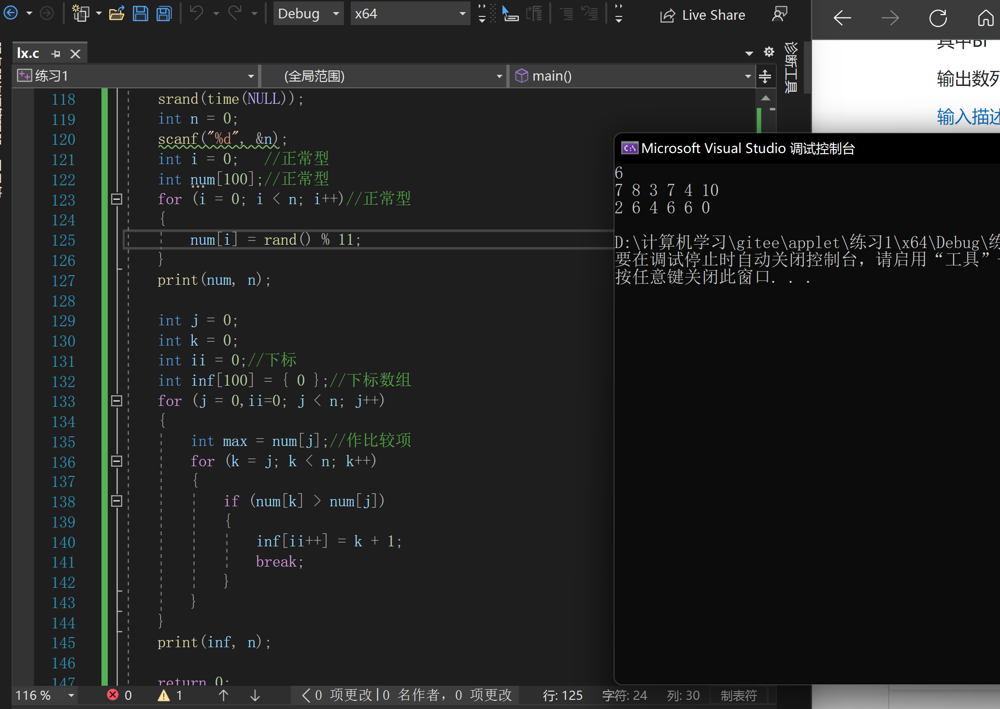 Debug
x64
Live Share
lx.c
诊断工具
练习1
(全局范围)
main()
118 srand(time(NULL));
119 int n = 0;
120 scanf("%d", &n);
121 int i = 0;   //正常型
122 int num[100];//正常型
123 for (i = 0; i < n; i++)//正常型
124 {
125     num[i] = rand() % 11;
126 }
127 print(num, n);
128
129 int j = 0;
130 int k = 0;
131 int ii = 0;//下标
132 int inf[100] = { 0 };//下标数组
133 for (j = 0,ii=0; j < n; j++)
134 {
135     int max = num[j];//作比较项
136     for (k = j; k < n; k++)
137     {
138         if (num[k] > num[j])
139         {
140             inf[ii++] = k + 1;
141             break;
142         }
143     }
144 }
145 print(inf, n);
146
147 return 0;
116 %
0
1
0 项更改|0 名作者, 0 项更改
行: 125
字符: 24
列: 30
制表符
输出数列
输入描述
Microsoft Visual Studio 调试控制台
6
7 8 3 7 4 10
2 6 4 6 6 0
D:\计算机学习\gitee\applet\练习1\x64\Debug\练
要在调试停止时自动关闭控制台，请启用“工具”
按任意键关闭此窗口. . .